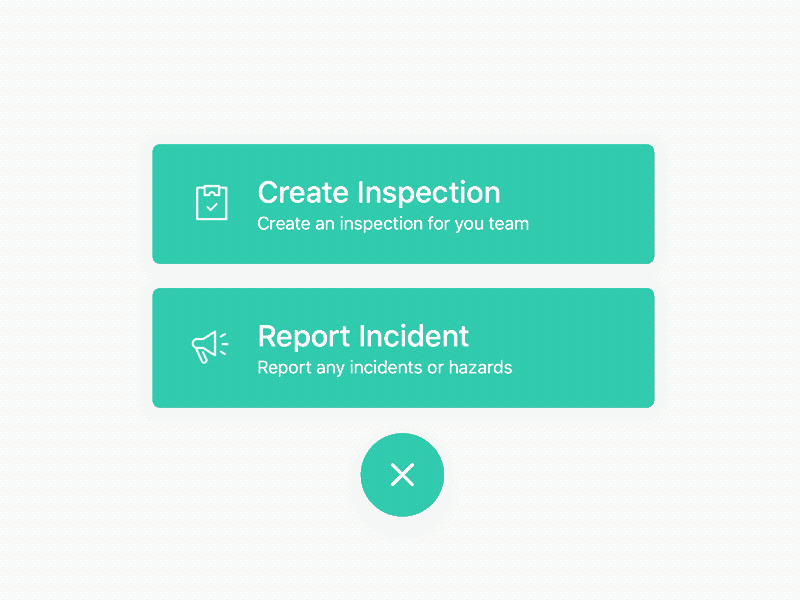 Create Inspection
Create an inspection for you team
Report Incident
Report any incidents or hazards